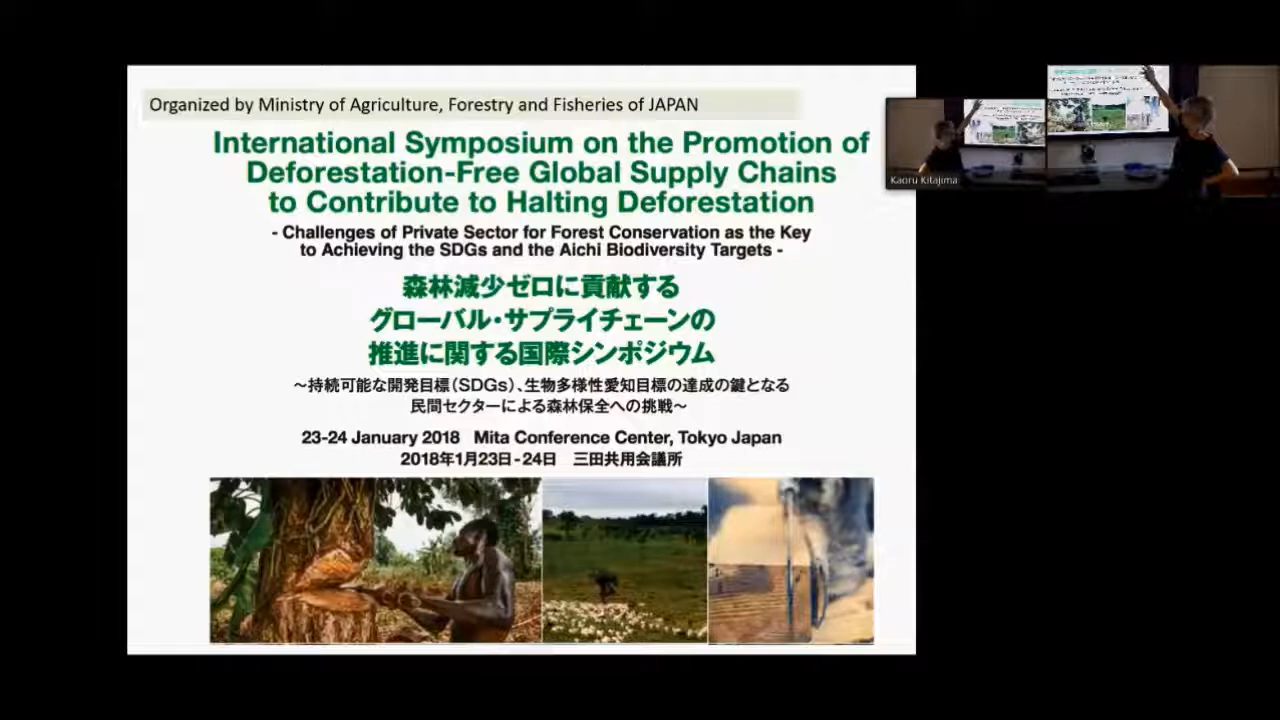 Organized by Ministry of Agriculture, Forestry and Fisheries of JAPAN
International Symposium on the Promotion of
Deforestation-Free Global Supply Chains
to Contribute to Halting Deforestation
- Challenges of Private Sector for Forest Conservation as the Key
to Achieving the SDGs and the Aichi Biodiversity Targets -
森林減少ゼロに貢献する
グローバル・サプライチェーンの
推進に関する国際シンポジウム
～持続可能な開発目標（SDGs）、生物多様性愛知目標の達成の鍵となる
民間セクターによる森林保全への挑戦～
23-24 January 2018 Mita Conference Center, Tokyo Japan
2018年1月23日-24日 三田共用会議所
Kaoru Kitajima